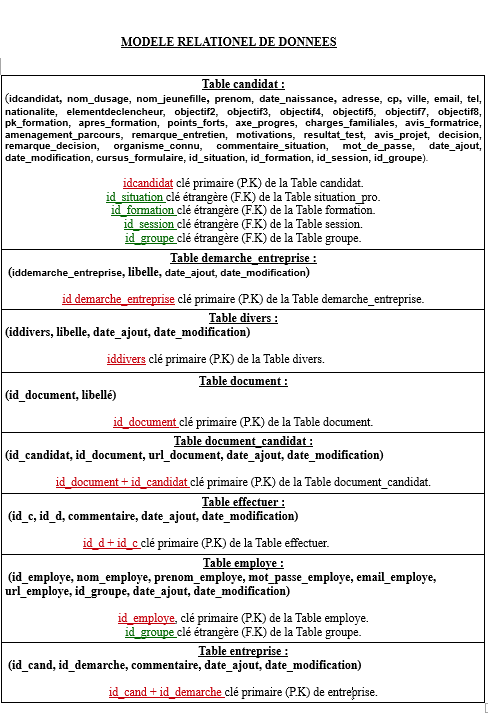 MODELE RELATIONEL DE DONNEES
Table candidat :
(idcandidat, nom_dusage, nom_jeunefille, prenom, date_naissance, adresse, cp, ville, email, tel,
nationalite, elementdeclencheur, objectif2, objectif3, objectif4, objectif5, objectif7, objectif8,
pk_formation, apres_formation, points_forts, axe_progres, charges_familiales, avis_formatrice,
amenagement_parcours, remarque_entretien, motivations, resultat_test, avis_projet, decision,
remarque_decision, organisme_connu, commentaire_situation, mot_de_passe, date_ajout,
date_modification, cursus_formulaire, id_situation, id_formation, id_session, id_groupe).
idcandidat clé primaire (P.K) de la Table candidat.
id_situation clé étrangère (F.K) de la Table situation_pro.
id_formation clé étrangère (F.K) de la Table formation.
id_session clé étrangère (F.K) de la Table session.
id_groupe clé étrangère (F.K) de la Table groupe.
Table demarche_entreprise :
(iddemarche_entreprise, libelle, date_ajout, date_modification)
id demarche_entreprise clé primaire (P.K) de la Table demarche_entreprise.
Table divers :
(iddivers, libelle, date_ajout, date_modification)
iddivers clé primaire (P.K) de la Table divers.
Table document :
(id_document, libellé)
id_document clé primaire (P.K) de la Table document.
Table document_candidat :
(id_candidat, id_document, url_document, date_ajout, date_modification)
id_document + id_candidat clé primaire (P.K) de la Table document_candidat.
Table effectuer :
(id_c, id_d, commentaire, date_ajout, date_modification)
id_d + id_c clé primaire (P.K) de la Table effectuer.
Table employe :
(id_employe, nom_employe, prenom_employe, mot_passe_employe, email_employe,
url_employe, id_groupe, date_ajout, date_modification)
id_employe, clé primaire (P.K) de la Table employe.
id_groupe clé étrangère (F.K) de la Table groupe.
Table entreprise :
(id_cand, id_demarche, commentaire, date_ajout, date_modification)
id_cand + id_demarche clé primaire (P.K) de entreprise.